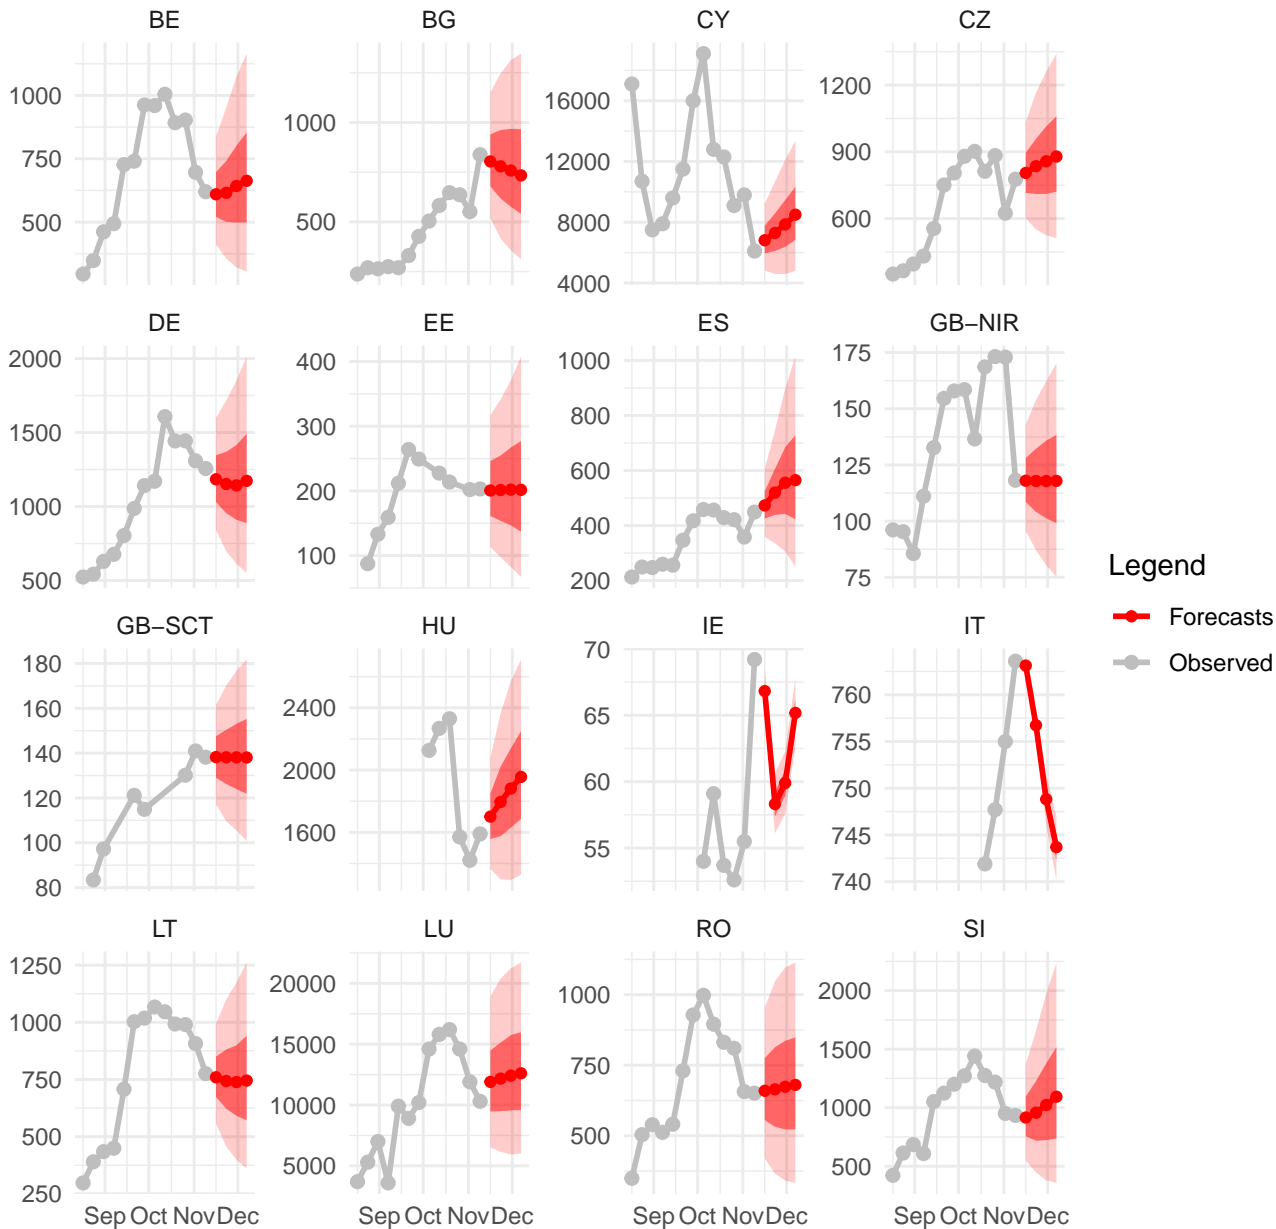 BE
BG
CY
CZ
1000
750
500
1000
500
16000
12000
8000
4000
1200
900
600
DE
EE
ES
GB−NIR
2000
1500
1000
500
400
300
200
100
1000
800
600
400
200
175
150
125
100
75
Legend
Forecasts
Observed
GB−SCT
HU
IE
IT
180
160
140
120
100
80
2400
2000
1600
70
65
60
55
760
755
750
745
740
LT
LU
RO
SI
1250
1000
750
500
250
20000
15000
10000
5000
1000
750
500
2000
1500
1000
500
Sep Oct Nov Dec
Sep Oct Nov Dec
Sep Oct Nov Dec
Sep Oct Nov Dec